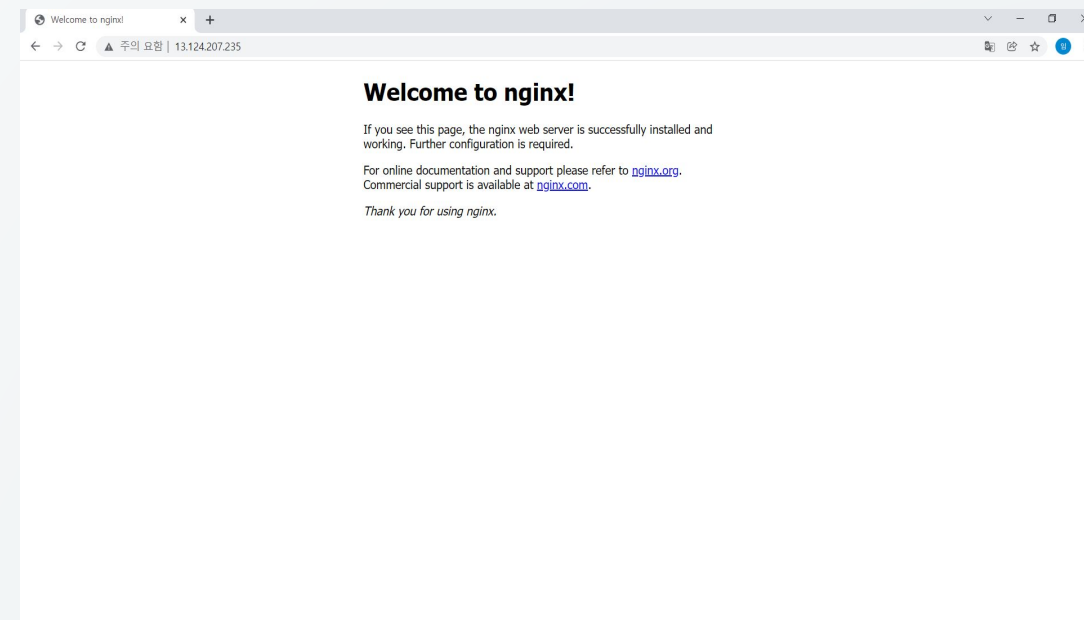 Welcome to nginx!
주의 요함 | 13.124.207.235
임
Welcome to nginx!
If you see this page, the nginx web server is successfully installed and
working. Further configuration is required.
For online documentation and support please refer to nginx.org.
Commercial support is available at nginx.com.
Thank you for using nginx.